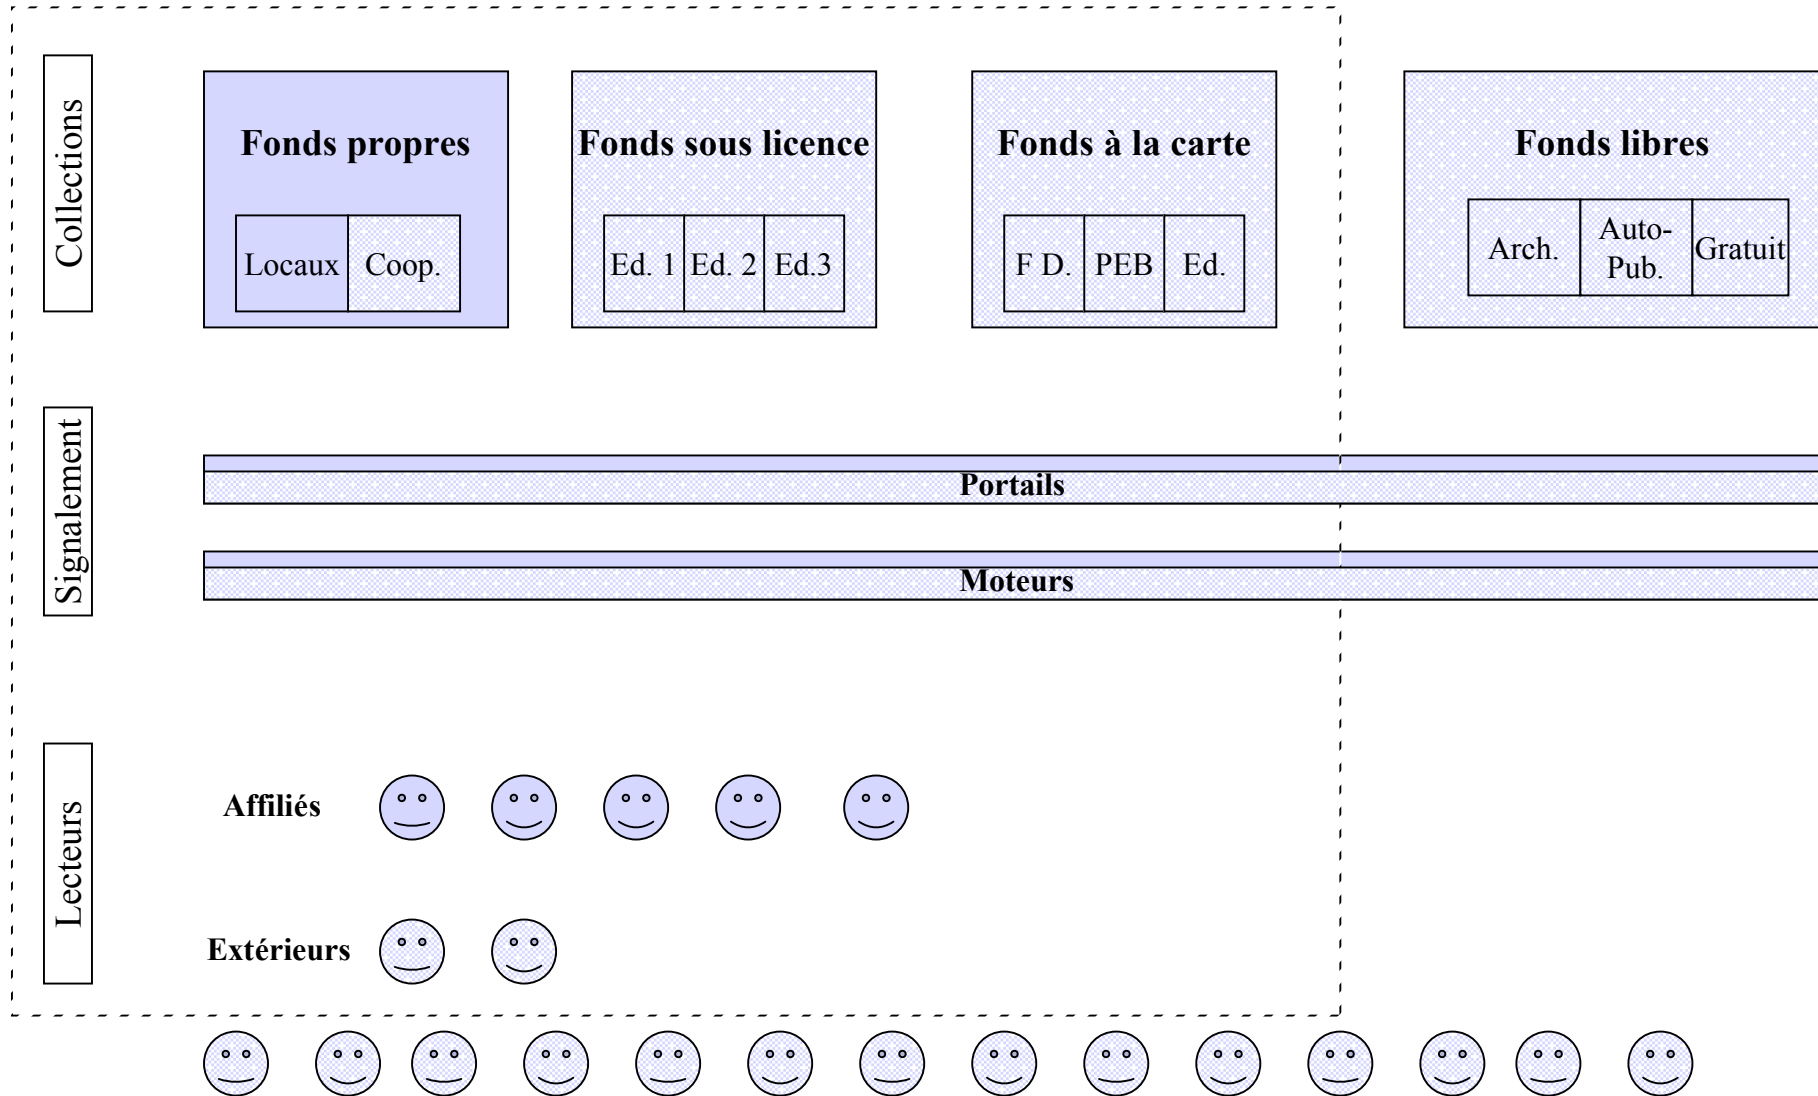 Collections
Fonds propres
Locaux
Coop.
Fonds sous licence
Ed. 1
Ed. 2
Ed.3
Fonds à la carte
F D.
PEB
Ed.
Fonds libres
Arch.
Auto-
Pub.
Gratuit
Signalement
Portails
Moteurs
Lecteurs
Affiliés
Extérieurs